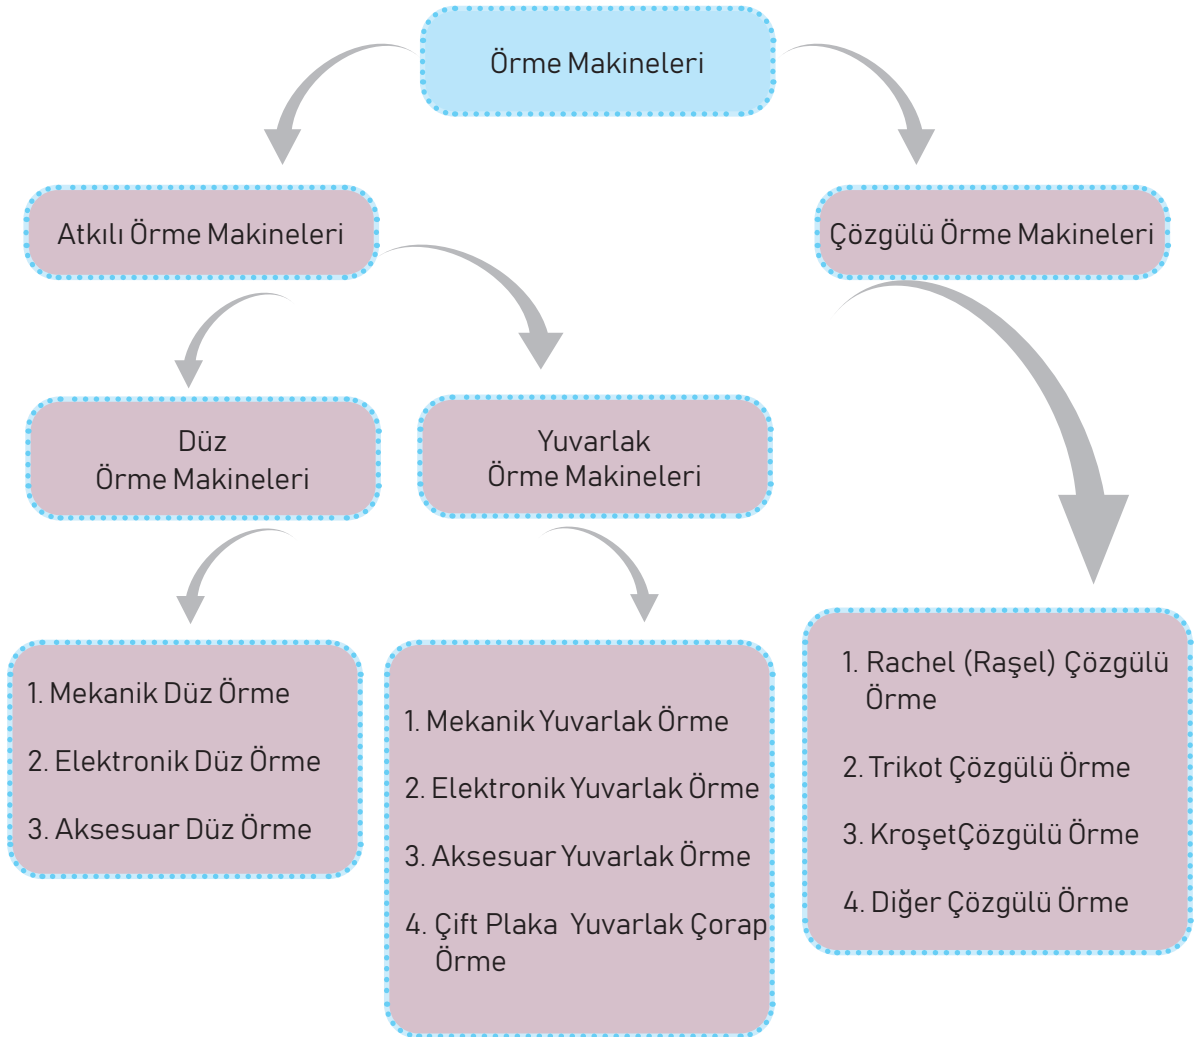 Örme Makineleri
Atkılı Örme Makineleri
Çözgülü Örme Makineleri
Düz
Örme Makineleri
Yuvarlak
Örme Makineleri
1. Mekanik Düz Örme
2. Elektronik Düz Örme
3. Aksesuar Düz Örme
1. Mekanik Yuvarlak Örme
2. Elektronik Yuvarlak Örme
3. Aksesuar Yuvarlak Örme
4. Çift Plaka Yuvarlak Çorap
Örme
1. Rachel (Raşel) Çözgülü
Örme
2. Trikot Çözgülü Örme
3. KroşetÇözgülü Örme
4. Diğer Çözgülü Örme